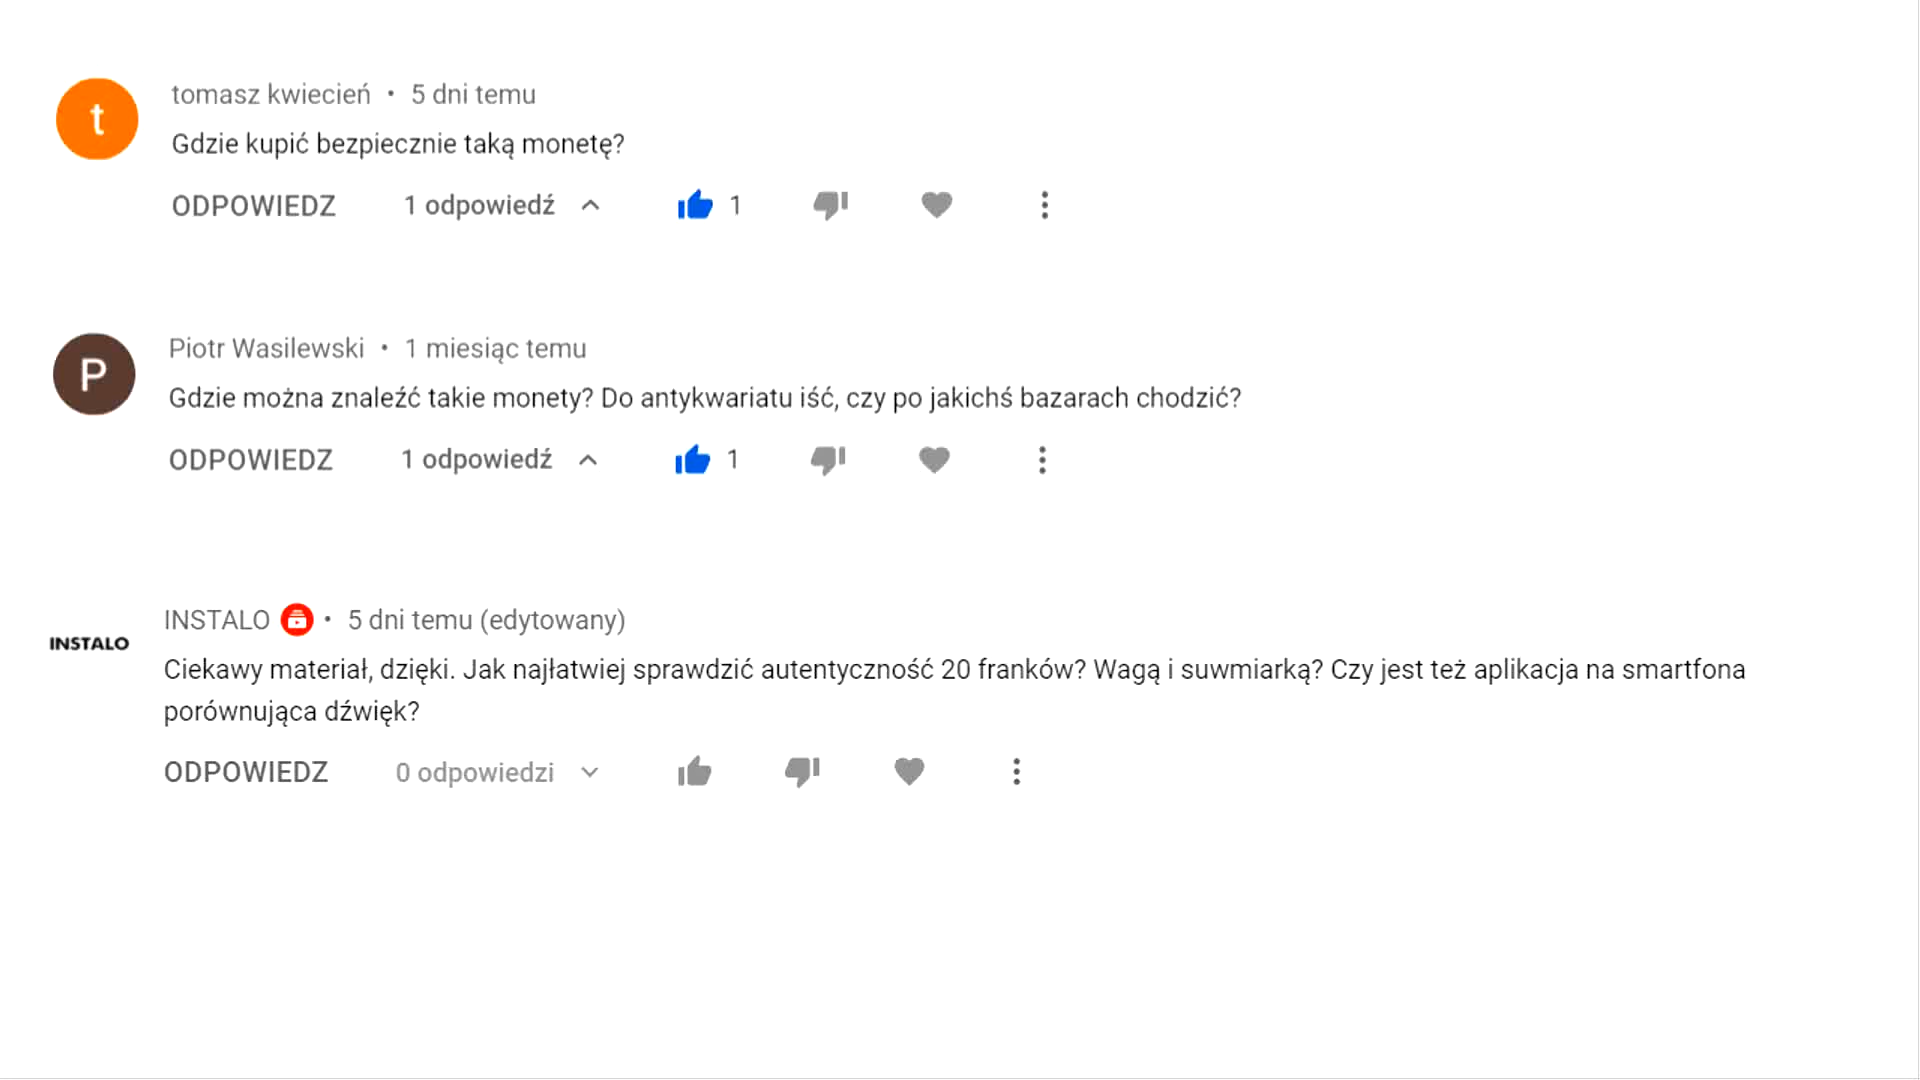 t
tomasz kwiecień • 5 dni temu
Gdzie kupić bezpiecznie taką monetę?
ODPOWIEDZ 1 odpowiedź 1
P
Piotr Wasilewski • 1 miesiąc temu
Gdzie można znaleźć takie monety? Do antykwariatu iść, czy po jakichś bazarach chodzić?
ODPOWIEDZ 1 odpowiedź 1
INSTALO
INSTALO • 5 dni temu (edytowany)
Ciekawy materiał, dzięki. Jak najłatwiej sprawdzić autentyczność 20 franków? Wagą i suwmiarką? Czy jest też aplikacja na smartfona
porównująca dźwięk?
ODPOWIEDZ 0 odpowiedzi